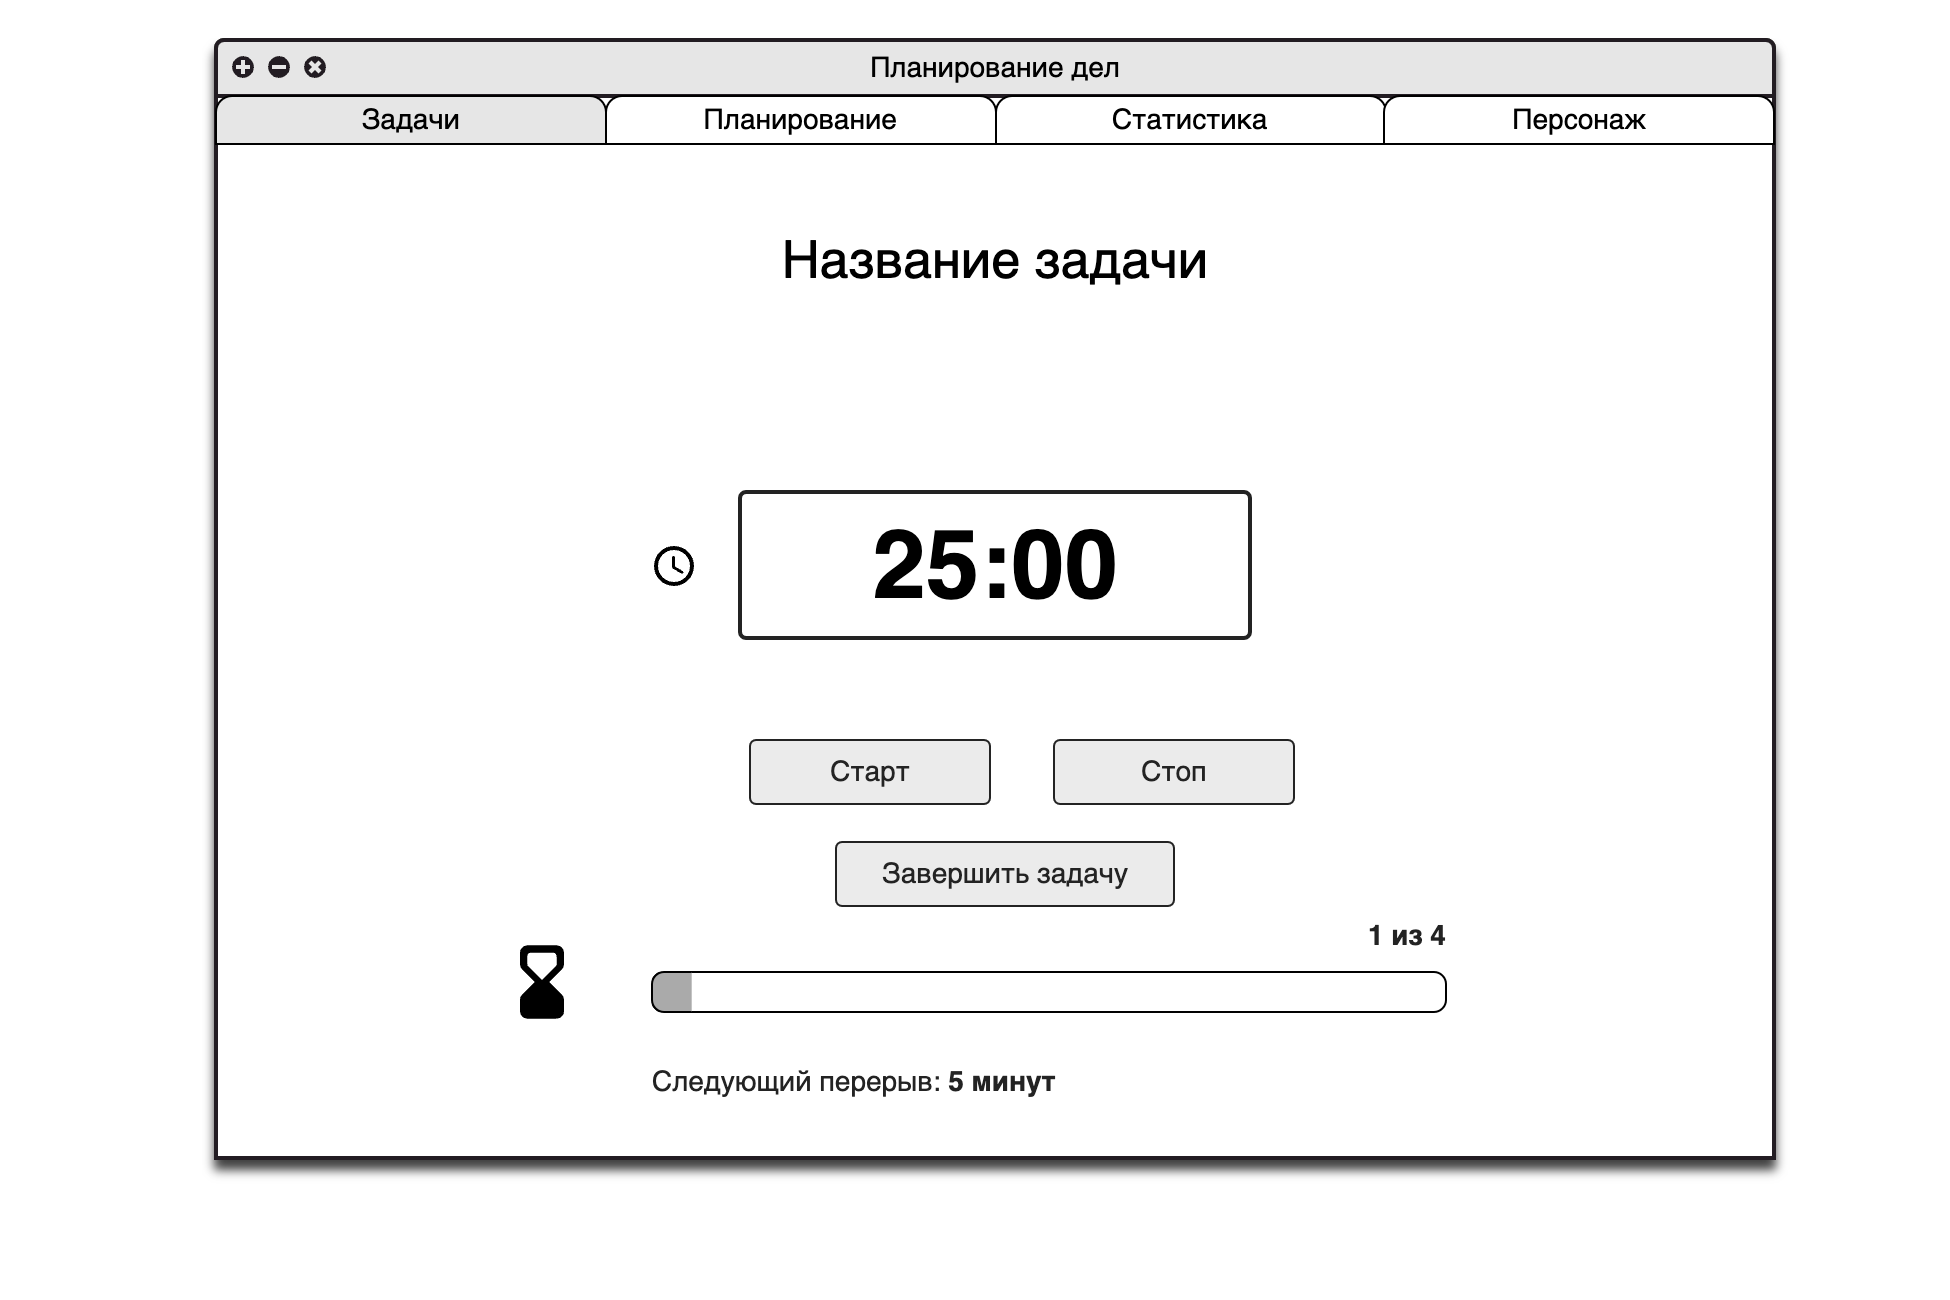 Планирование дел
Задачи Планирование Статистика Персонаж
Название задачи
25:00
Старт Стоп
Завершить задачу
1 из 4
Следующий перерыв: 5 минут